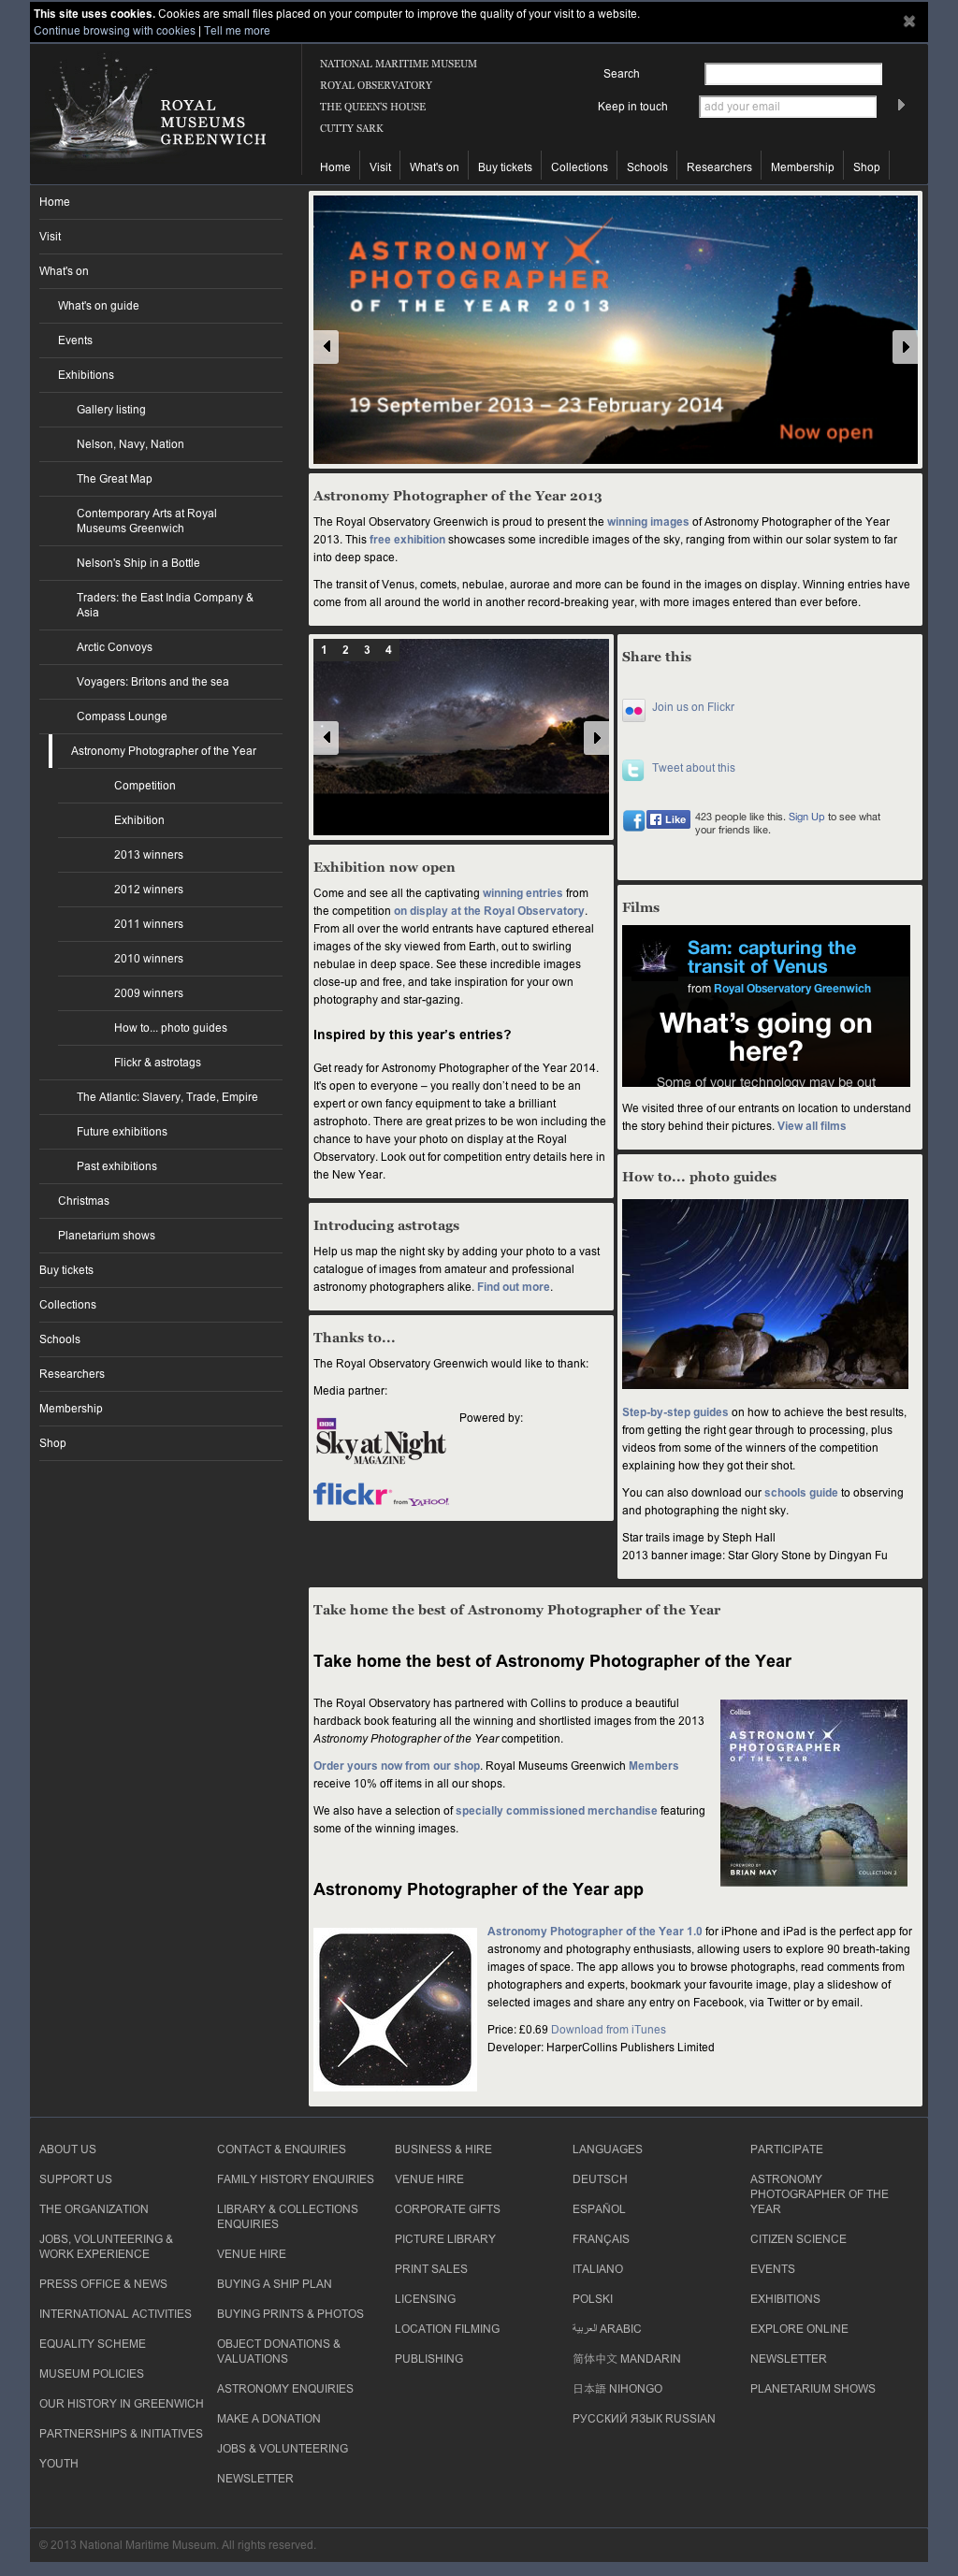 This site uses cookies. Cookies are small files placed on your computer to improve the quality of your visit to a website.
Continue browsing with cookies | Tell me more
ROYAL
MUSEUMS
GREENWICH
NATIONAL MARITIME MUSEUM
ROYAL OBSERVATORY
THE QUEEN'S HOUSE
CUTTY SARK
Search
Keep in touch
add your email
Home
Visit
What's on
Buy tickets
Collections
Schools
Researchers
Membership
Shop
Home
Visit
What's on
What's on guide
Events
Exhibitions
Gallery listing
Nelson, Navy, Nation
The Great Map
Contemporary Arts at Royal
Museums Greenwich
Nelson's Ship in a Bottle
Traders: the East India Company &
Asia
Arctic Convoys
Voyagers: Britons and the sea
Compass Lounge
Astronomy Photographer of the Year
Competition
Exhibition
2013 winners
2012 winners
2011 winners
2010 winners
2009 winners
How to... photo guides
Flickr & astrotags
The Atlantic: Slavery, Trade, Empire
Future exhibitions
Past exhibitions
Christmas
Planetarium shows
Buy tickets
Collections
Schools
Researchers
Membership
Shop
ASTRONOMY
PHOTOGRAPHER
OF THE YEAR 2013
19 September 2013 – 23 February 2014
Now open
Astronomy Photographer of the Year 2013
The Royal Observatory Greenwich is proud to present the winning images of Astronomy Photographer of the Year
2013. This free exhibition showcases some incredible images of the sky, ranging from within our solar system to far
into deep space.
The transit of Venus, comets, nebulae, aurorae and more can be found in the images on display. Winning entries have
come from all around the world in another record-breaking year, with more images entered than ever before.
1 2 3 4
Exhibition now open
Come and see all the captivating winning entries from
the competition on display at the Royal Observatory.
From all over the world entrants have captured ethereal
images of the sky viewed from Earth, out to swirling
nebulae in deep space. See these incredible images
close-up and free, and take inspiration for your own
photography and star-gazing.
Inspired by this year's entries?
Get ready for Astronomy Photographer of the Year 2014.
It's open to everyone – you really don't need to be an
expert or own fancy equipment to take a brilliant
astrophoto. There are great prizes to be won including the
chance to have your photo on display at the Royal
Observatory. Look out for competition entry details here in
the New Year.
Introducing astrotags
Help us map the night sky by adding your photo to a vast
catalogue of images from amateur and professional
astronomy photographers alike. Find out more.
Thanks to...
The Royal Observatory Greenwich would like to thank:
Media partner:
BBC
Sky at Night
MAGAZINE
Powered by:
flickr from YAHOO!
Share this
Join us on Flickr
Tweet about this
Like
423 people like this. Sign Up to see what
your friends like.
Films
Sam: capturing the
transit of Venus
from Royal Observatory Greenwich
What's going on
here?
Some of your technology may be out
We visited three of our entrants on location to understand
the story behind their pictures. View all films
How to... photo guides
Step-by-step guides on how to achieve the best results,
from getting the right gear through to processing, plus
videos from some of the winners of the competition
explaining how they got their shot.
You can also download our schools guide to observing
and photographing the night sky.
Star trails image by Steph Hall
2013 banner image: Star Glory Stone by Dingyan Fu
Take home the best of Astronomy Photographer of the Year
Take home the best of Astronomy Photographer of the Year
The Royal Observatory has partnered with Collins to produce a beautiful
hardback book featuring all the winning and shortlisted images from the 2013
Astronomy Photographer of the Year competition.
Order yours now from our shop. Royal Museums Greenwich Members
receive 10% off items in all our shops.
We also have a selection of specially commissioned merchandise featuring
some of the winning images.
Collins
ASTRONOMY
PHOTOGRAPHER
OF THE YEAR
FOREWORD BY
BRIAN MAY
COLLECTION 2
Astronomy Photographer of the Year app
Astronomy Photographer of the Year 1.0 for iPhone and iPad is the perfect app for
astronomy and photography enthusiasts, allowing users to explore 90 breath-taking
images of space. The app allows you to browse photographs, read comments from
photographers and experts, bookmark your favourite image, play a slideshow of
selected images and share any entry on Facebook, via Twitter or by email.
Price: £0.69 Download from iTunes
Developer: HarperCollins Publishers Limited
ABOUT US
SUPPORT US
THE ORGANIZATION
JOBS, VOLUNTEERING &
WORK EXPERIENCE
PRESS OFFICE & NEWS
INTERNATIONAL ACTIVITIES
EQUALITY SCHEME
MUSEUM POLICIES
OUR HISTORY IN GREENWICH
PARTNERSHIPS & INITIATIVES
YOUTH
CONTACT & ENQUIRIES
FAMILY HISTORY ENQUIRIES
LIBRARY & COLLECTIONS
ENQUIRIES
VENUE HIRE
BUYING A SHIP PLAN
BUYING PRINTS & PHOTOS
OBJECT DONATIONS &
VALUATIONS
ASTRONOMY ENQUIRIES
MAKE A DONATION
JOBS & VOLUNTEERING
NEWSLETTER
BUSINESS & HIRE
VENUE HIRE
CORPORATE GIFTS
PICTURE LIBRARY
PRINT SALES
LICENSING
LOCATION FILMING
PUBLISHING
LANGUAGES
DEUTSCH
ESPAÑOL
FRANÇAIS
ITALIANO
POLSKI
العربية ARABIC
简体中文 MANDARIN
日本語 NIHONGO
РУССКИЙ ЯЗЫК RUSSIAN
PARTICIPATE
ASTRONOMY
PHOTOGRAPHER OF THE
YEAR
CITIZEN SCIENCE
EVENTS
EXHIBITIONS
EXPLORE ONLINE
NEWSLETTER
PLANETARIUM SHOWS
© 2013 National Maritime Museum. All rights reserved.